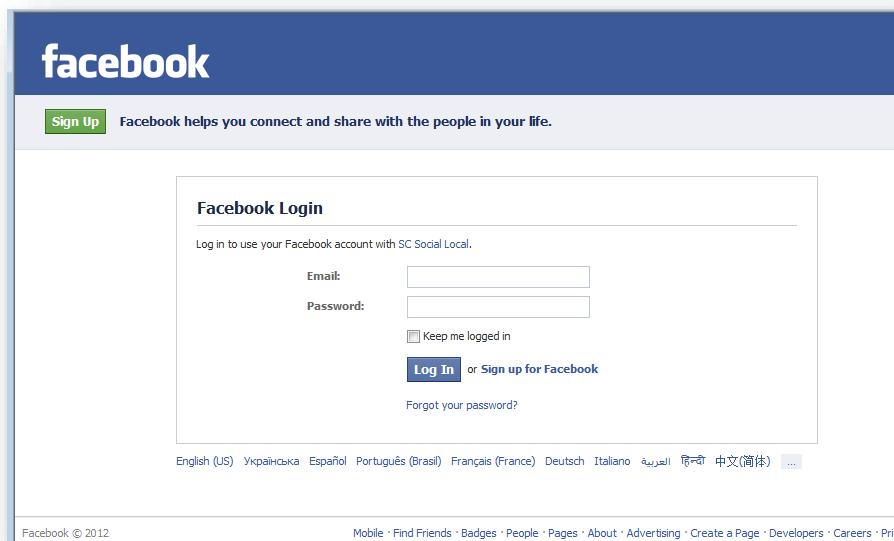 facebook
Sign Up Facebook helps you connect and share with the people in your life.
Facebook Login
Log in to use your Facebook account with SC Social Local.
Email:
Password:
Keep me logged in
Log In or Sign up for Facebook
Forgot your password?
English (US) Українська Español Português (Brasil) Français (France) Deutsch Italiano العربية हिन्दी 中文(简体) ...
Facebook © 2012 Mobile · Find Friends · Badges · People · Pages · About · Advertising · Create a Page · Developers · Careers ·